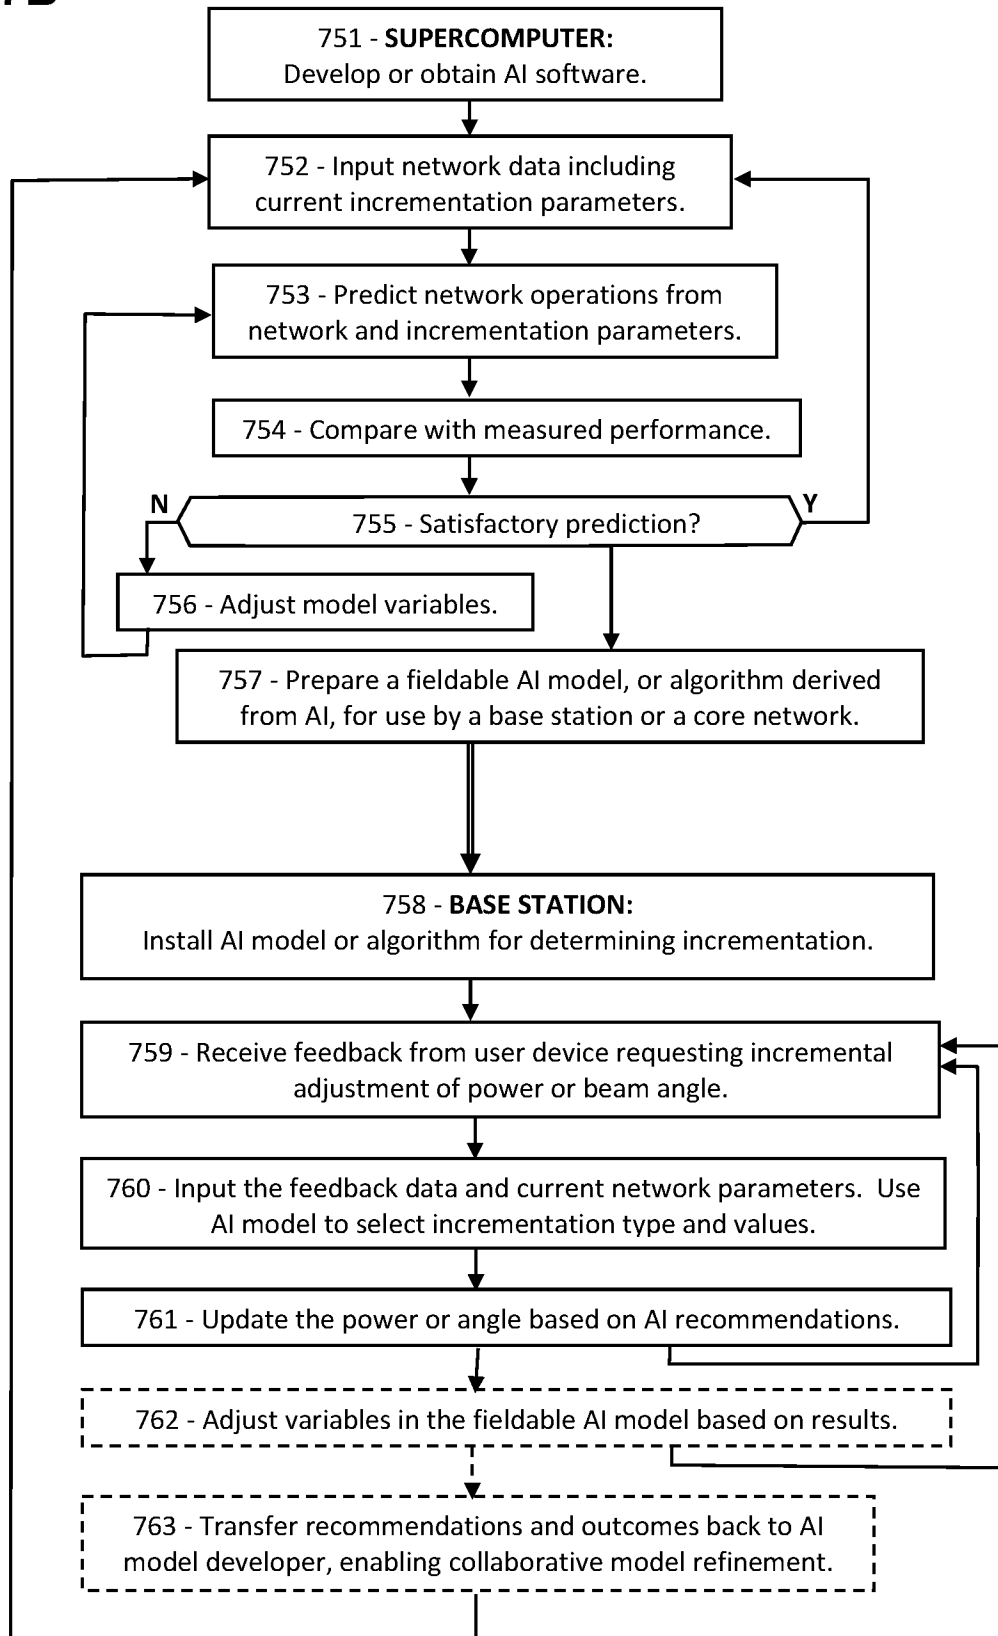 751 - SUPERCOMPUTER:
Develop or obtain AI software.
752 - Input network data including
current incrementation parameters.
753 - Predict network operations from
network and incrementation parameters.
754 - Compare with measured performance.
N
Y
755 - Satisfactory prediction?
756 - Adjust model variables.
757 - Prepare a fieldable AI model, or algorithm derived
from AI, for use by a base station or a core network.
758 - BASE STATION:
Install AI model or algorithm for determining incrementation.
759 - Receive feedback from user device requesting incremental
adjustment of power or beam angle.
760 - Input the feedback data and current network parameters.  Use
AI model to select incrementation type and values.
761 - Update the power or angle based on AI recommendations.
762 - Adjust variables in the fieldable AI model based on results.
763 - Transfer recommendations and outcomes back to AI
model developer, enabling collaborative model refinement.